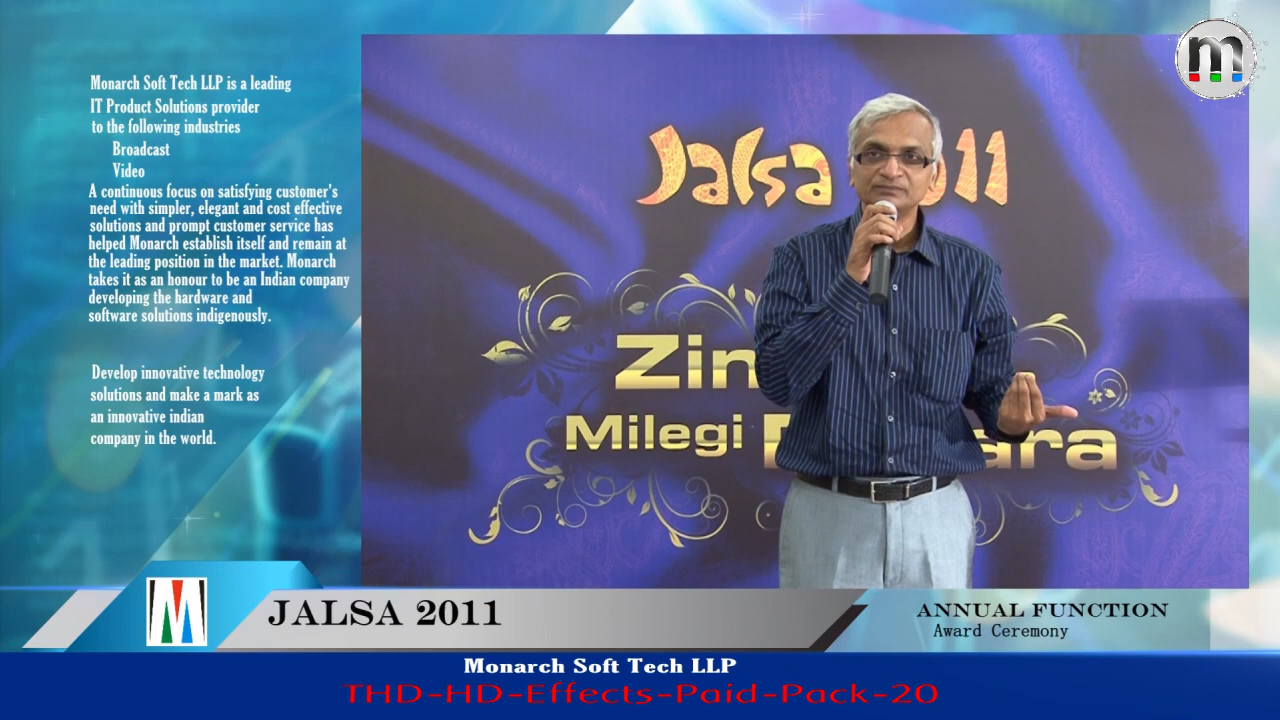 Monarch Soft Tech LLP is a leading
IT Product Solutions provider
to the following industries
Broadcast
Video
A continuous focus on satisfying customer's
need with simpler, elegant and cost effective
solutions and prompt customer service has
helped Monarch establish itself and remain at
the leading position in the market. Monarch
takes it as an honour to be an Indian company
developing the hardware and
software solutions indigenously.
Develop innovative technology
solutions and make a mark as
an innovative indian
company in the world.
m
Jalsa 11
Zin
Milegi ara
M
JALSA 2011
ANNUAL FUNCTION
Award Ceremony
Monarch Soft Tech LLP
THD-HD-Effects-Paid-Pack-20